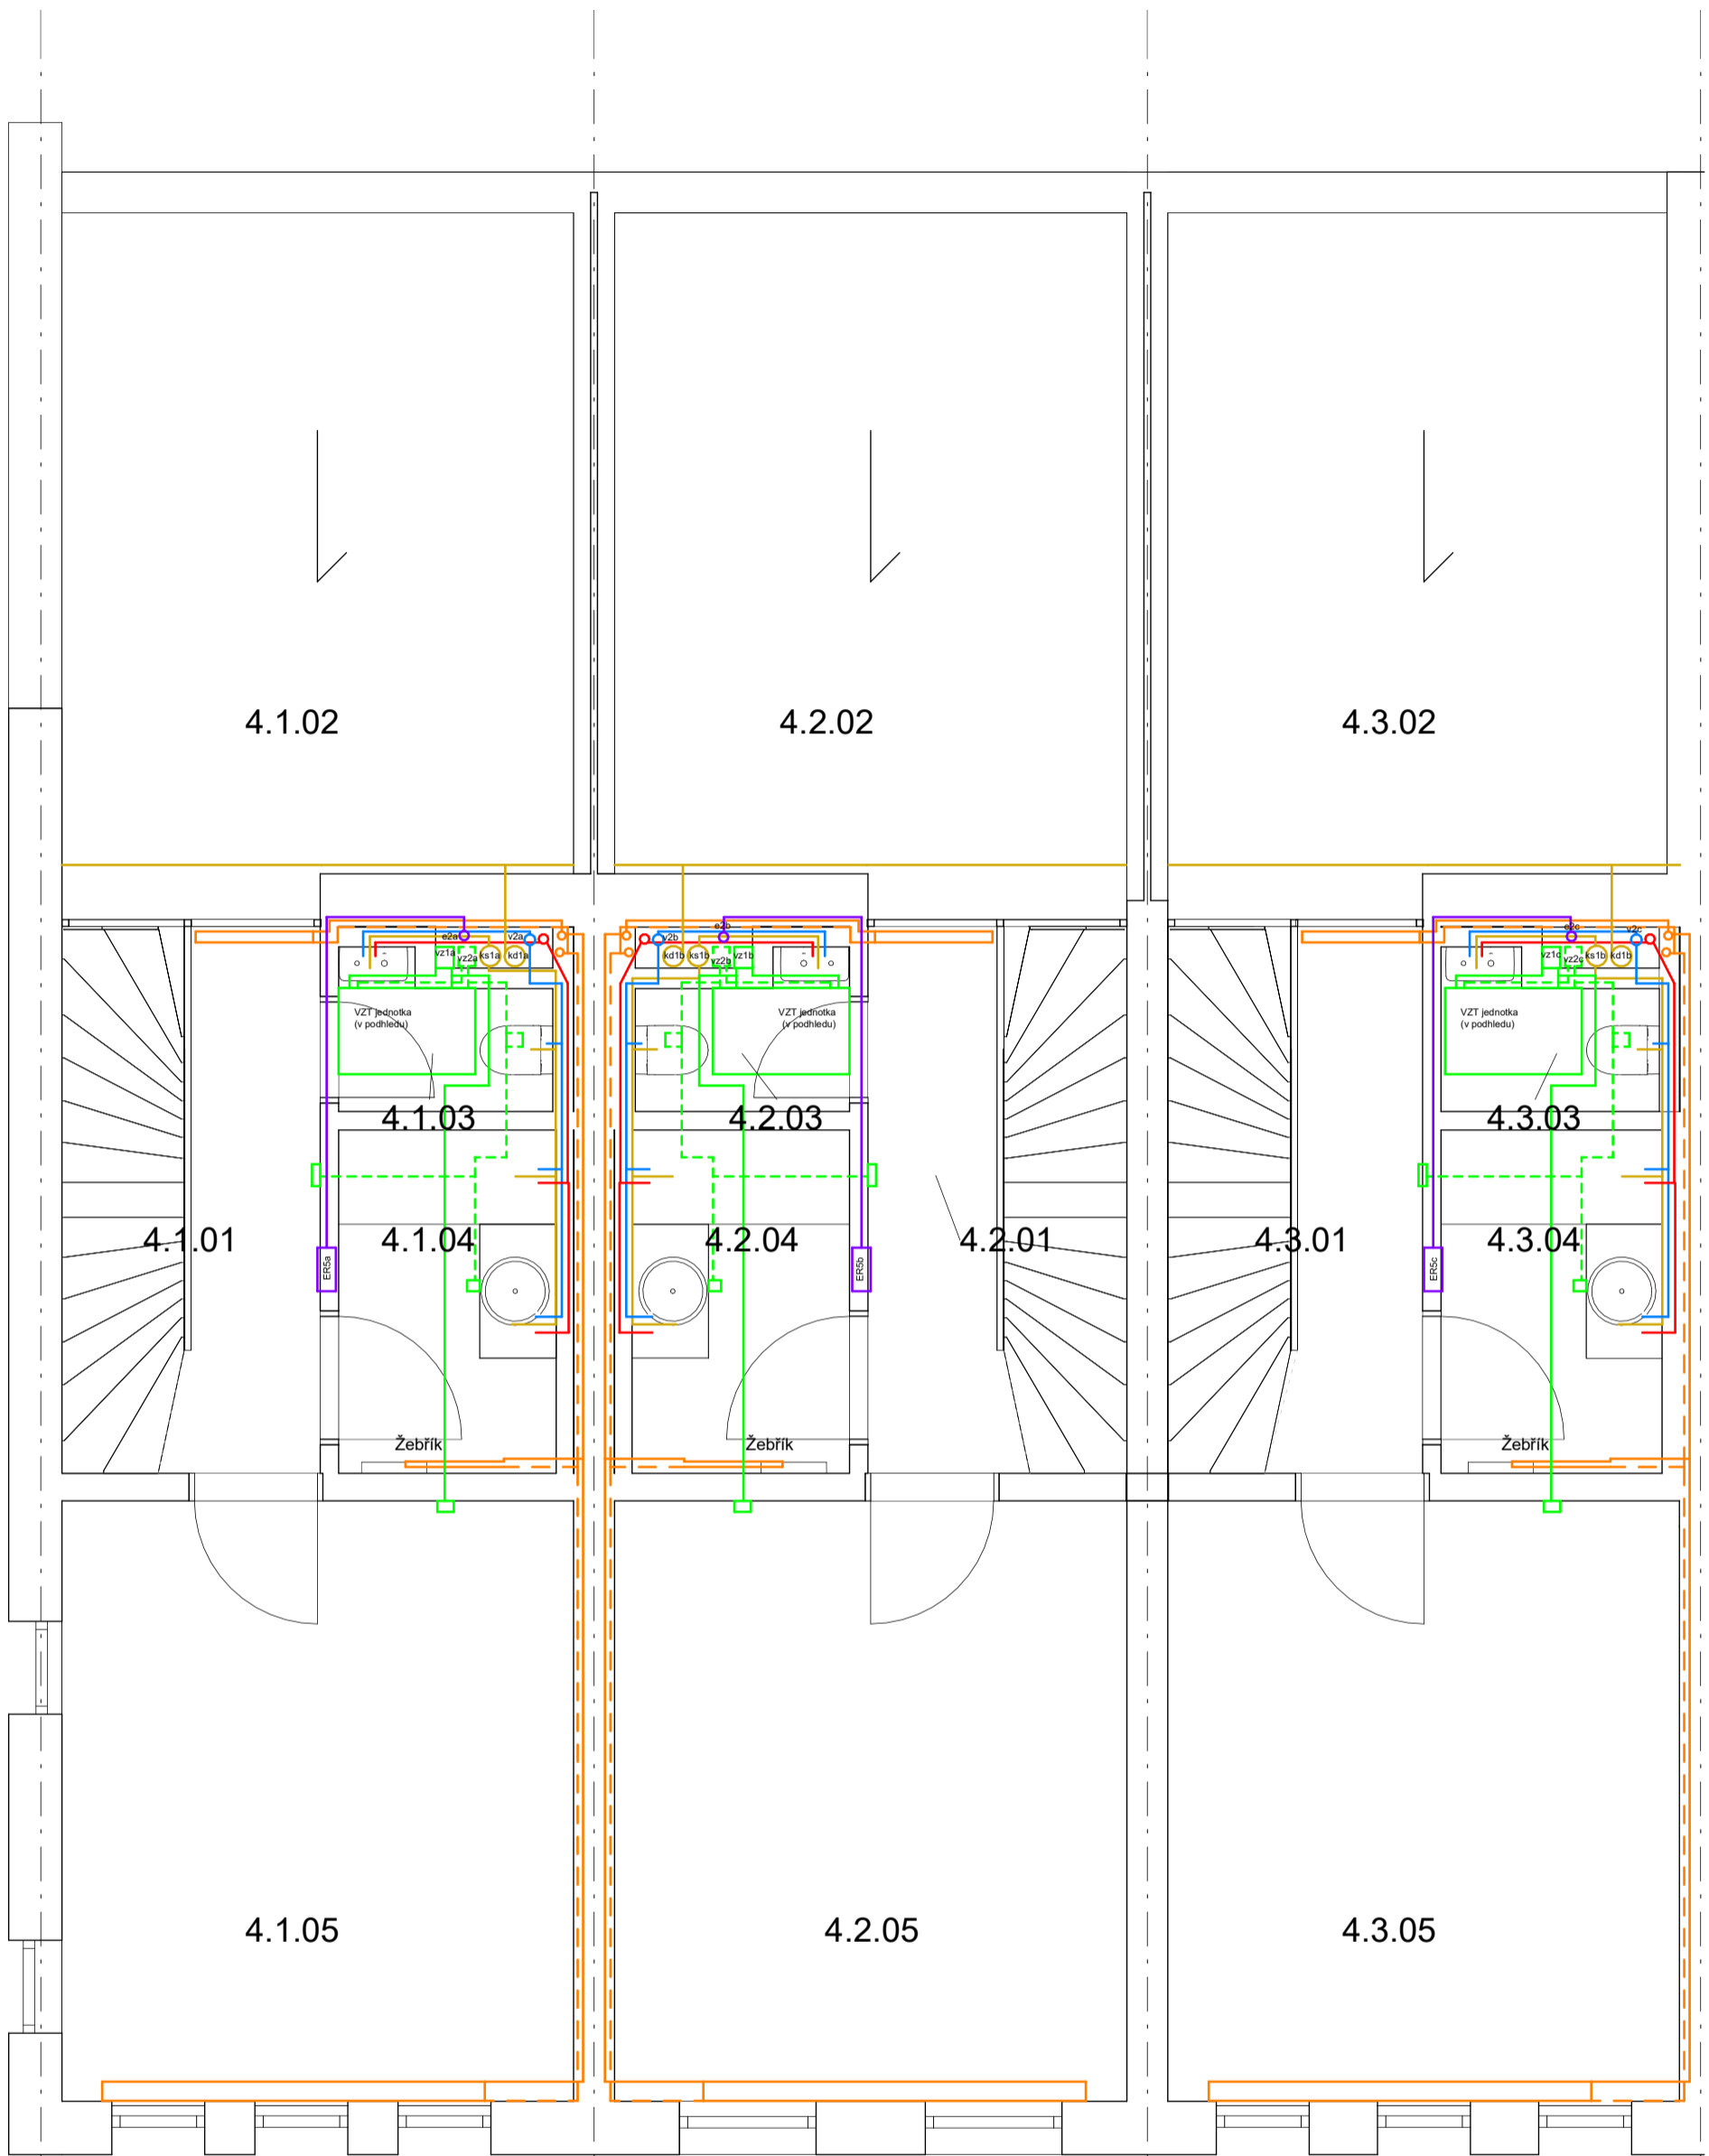 4.1.02
4.2.02
4.3.02
e2a
v2a
vz1a
vz2a
ks1a
kd1a
v2b
e2b
kd1b
ks1b
vz2b
vz1b
e2c
v2c
vz1c
vz2c
ks1b
kd1b
VZT jednotka
(v podhledu)
VZT jednotka
(v podhledu)
VZT jednotka
(v podhledu)
4.1.03
4.2.03
4.3.03
4.1.01
4.1.04
4.2.04
4.2.01
4.3.01
4.3.04
ER5a
ER5b
ER5c
Žebřík
Žebřík
Žebřík
4.1.05
4.2.05
4.3.05